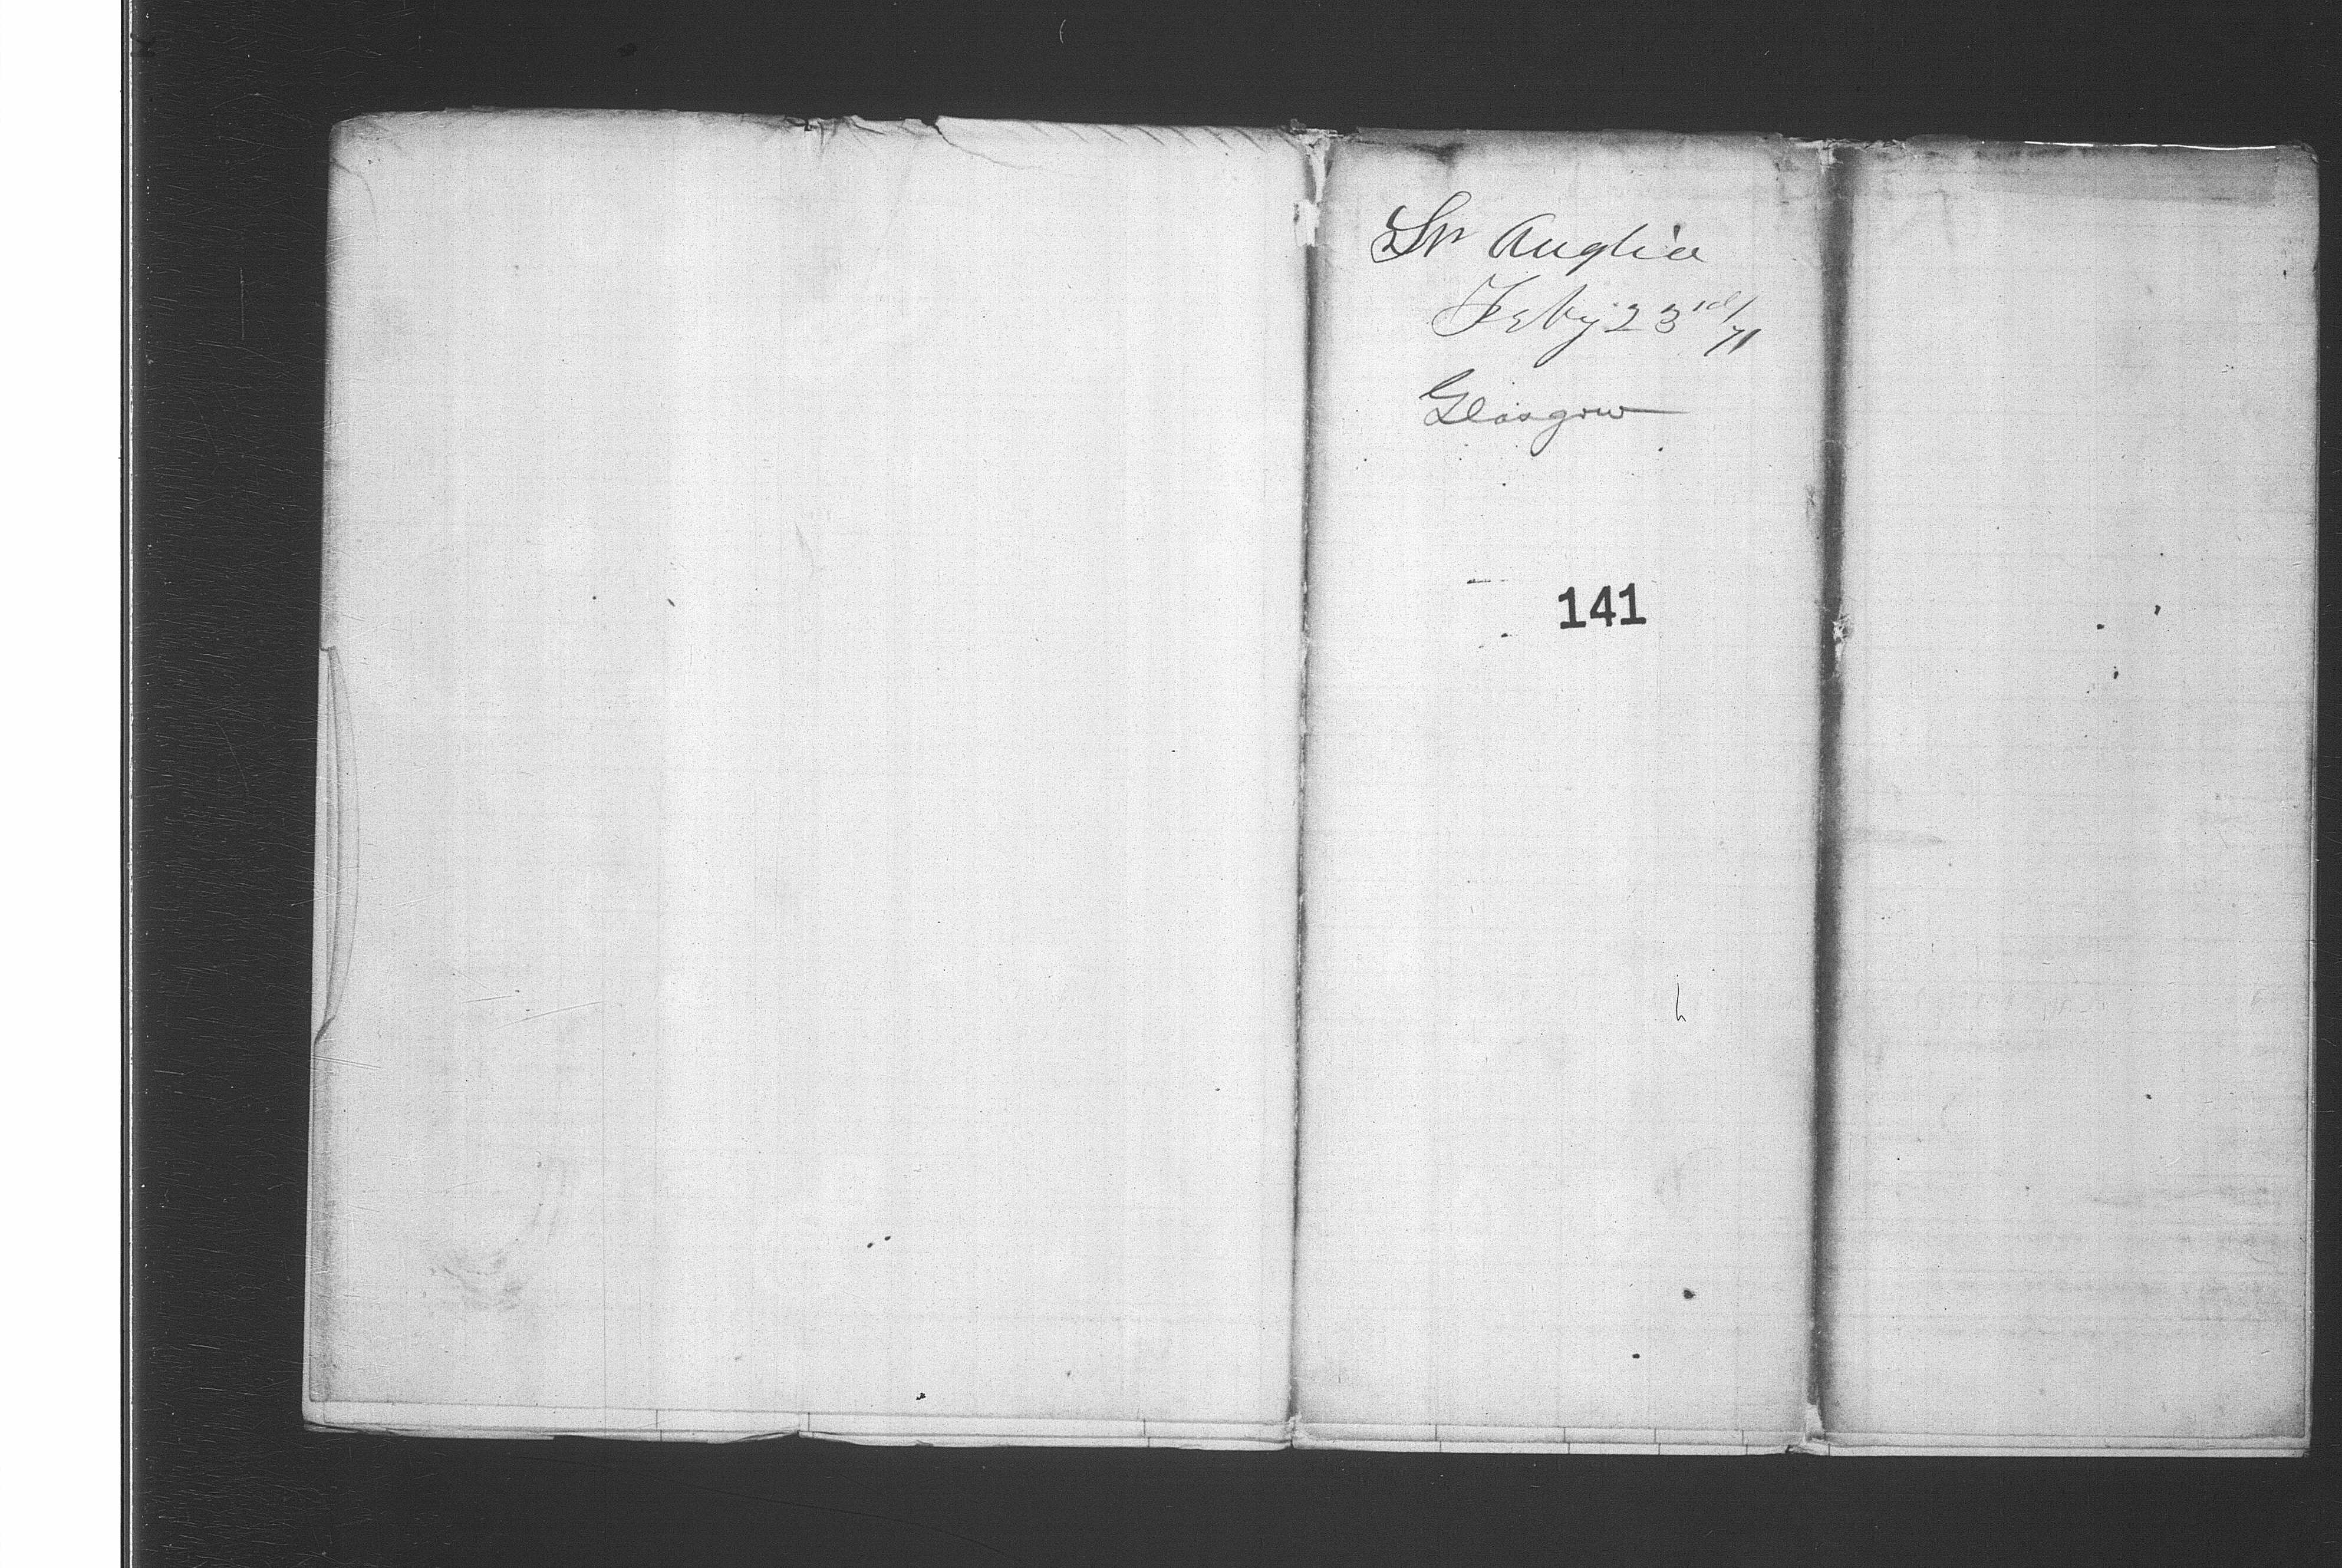 Str Anglia
Feby 23rd/71
Glasgow
141